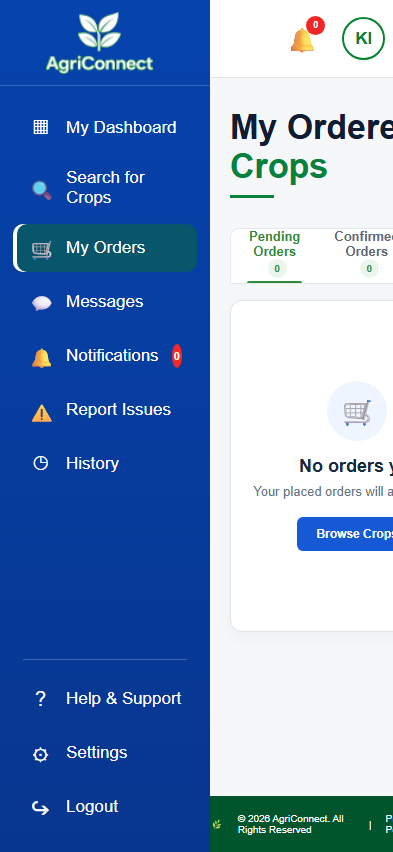 AgriConnect
My Dashboard
Search for
Crops
My Orders
Messages
Notifications 0
Report Issues
History
? Help & Support
Settings
Logout
0
KI
My Ordere
Crops
Pending
Orders
0
Confirme
Orders
0
No orders y
Your placed orders will a
Browse Crops
© 2026 AgriConnect. All
Rights Reserved
|
P
Po